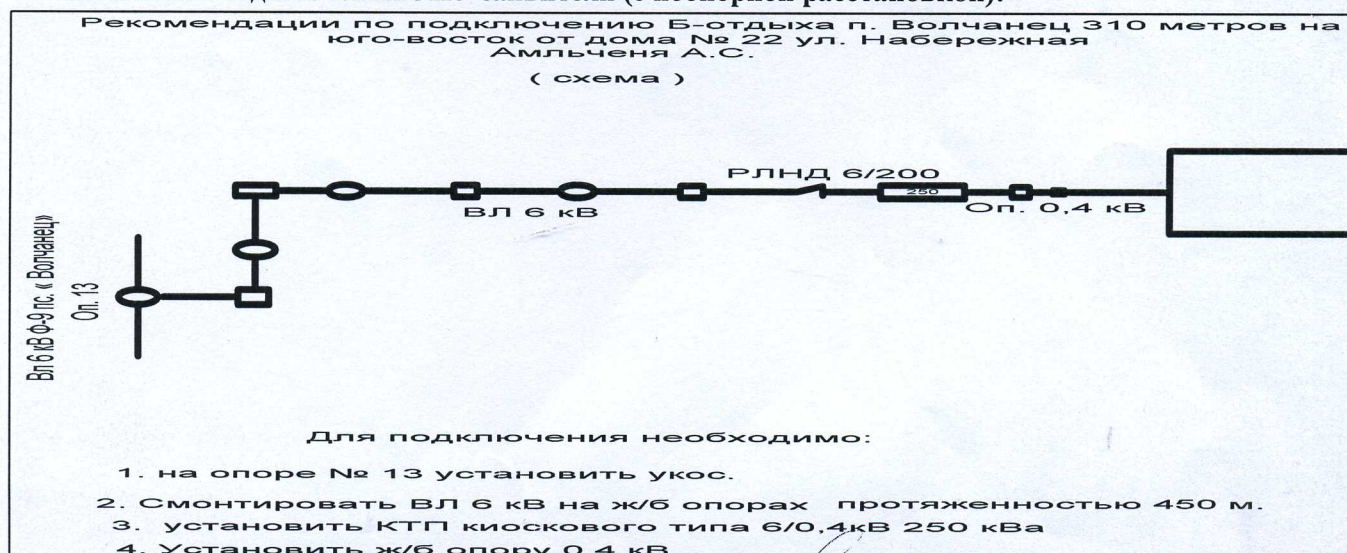 (с поопорной расстановкой).
Рекомендации по подключению Б-отдыха п. Волчанец 310 метров на
юго-восток от дома № 22 ул. Набережная
Амльченя А.С.
( схема )
РЛНД 6/200
250
ВЛ 6 кВ
Оп. 0,4 кВ
Вл 6 кВ Ф-9 пс. « Волчанец»
Оп. 13
Для подключения необходимо:
1. на опоре № 13 установить укос.
2. Смонтировать ВЛ 6 кВ на ж/б опорах протяженностью 450 м.
3. установить КТП киоскового типа 6/0,4кВ 250 кВа
4. Установить ж/б опору 0,4 кВ